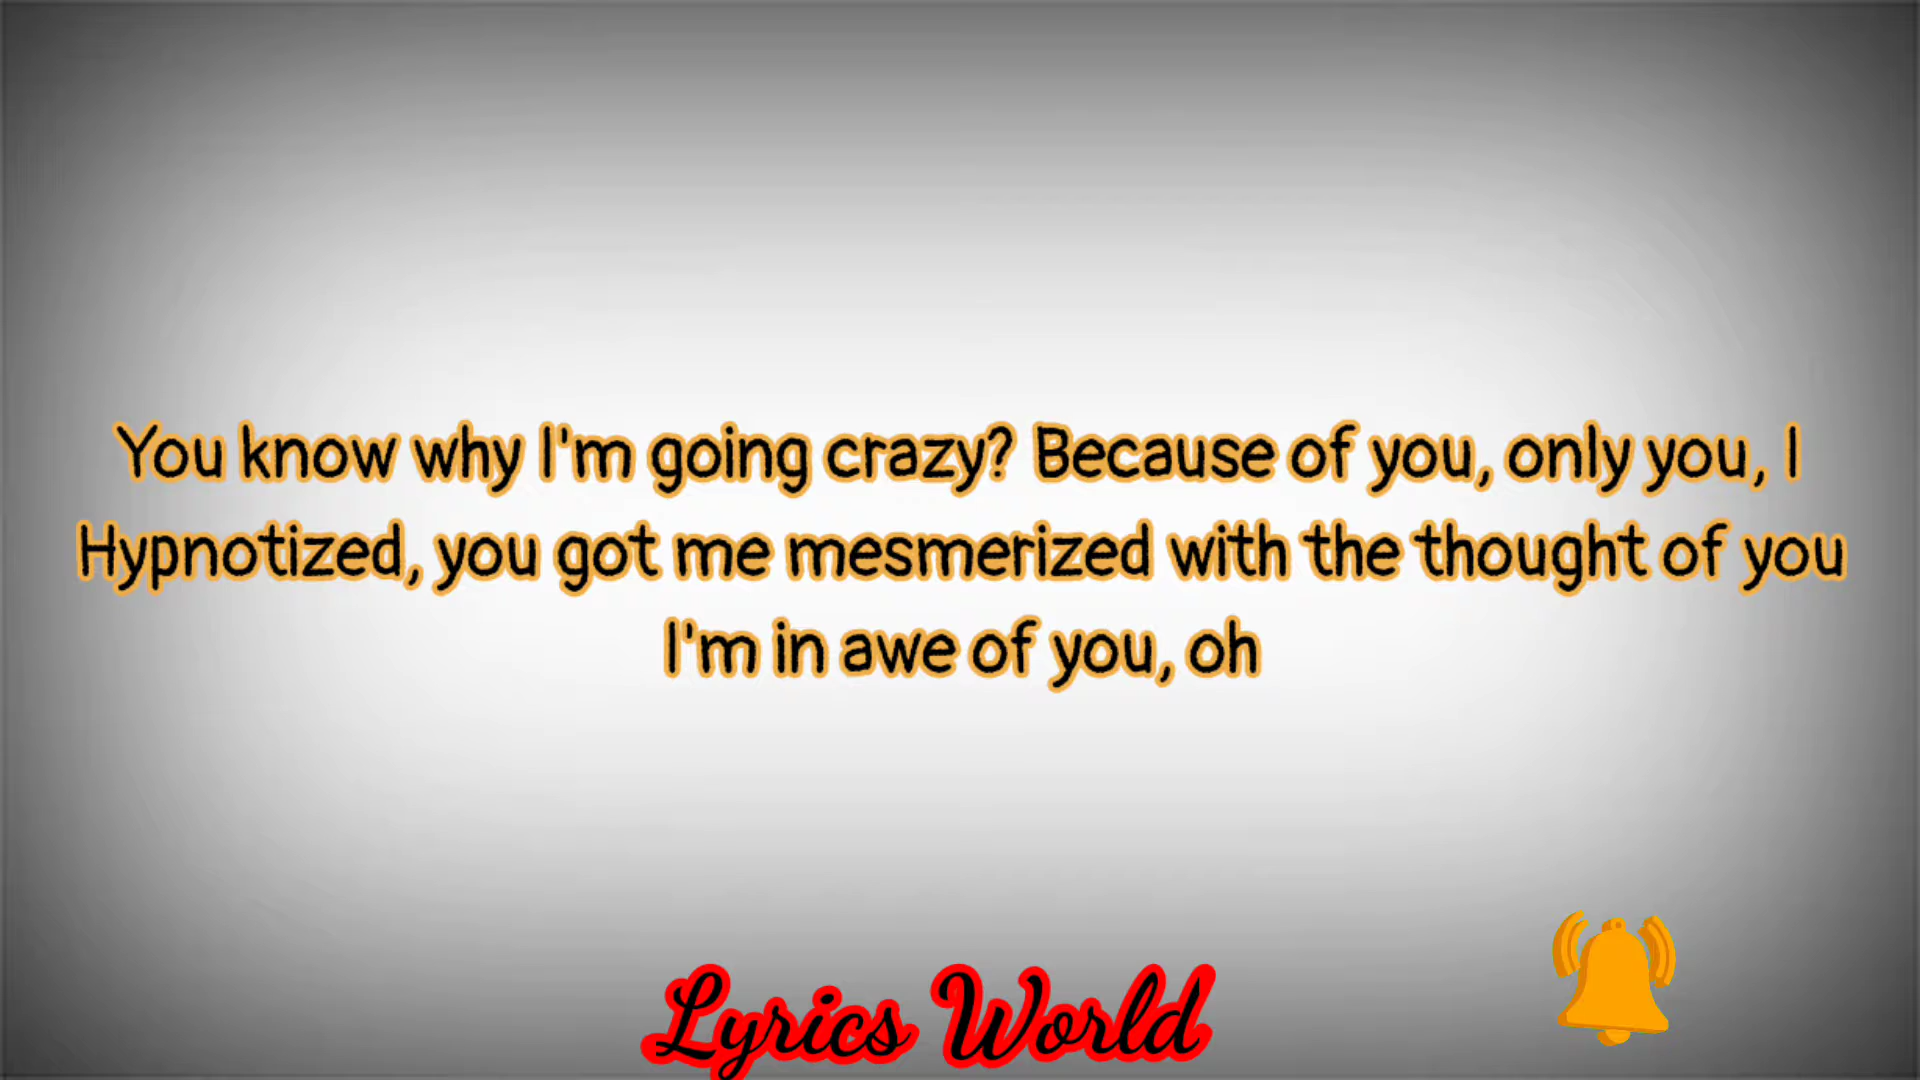 You know why I'm going crazy? Because of you, only you, I
Hypnotized, you got me mesmerized with the thought of you
I'm in awe of you, oh
Lyrics World